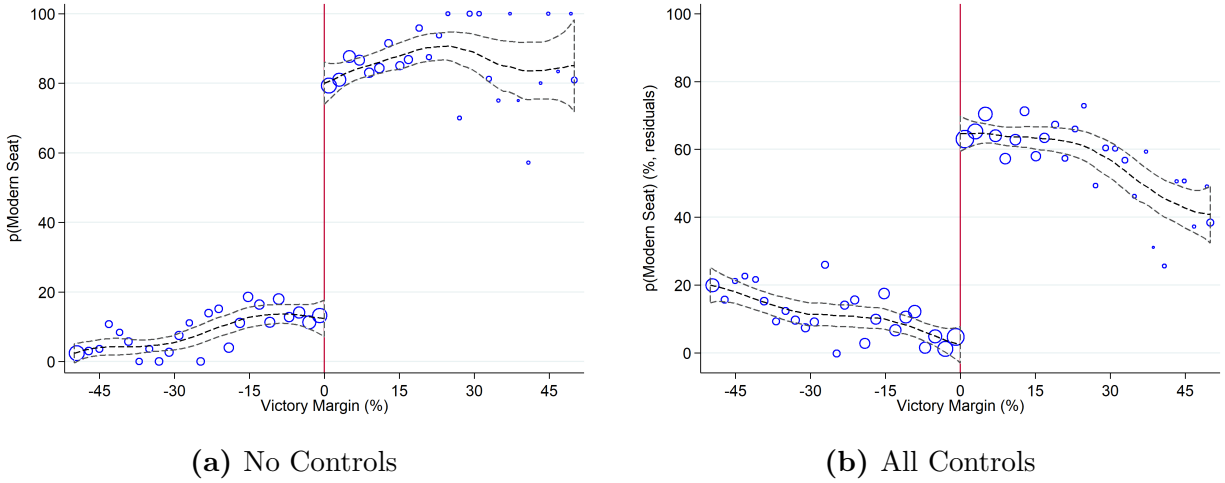 100
80
60
40
20
0
p(Modern Seat)
-45 -30 -15 0 15 30 45
Victory Margin (%)
(a) No Controls
100
80
60
40
20
0
p(Modern Seat) (%, residuals)
-45 -30 -15 0 15 30 45
Victory Margin (%)
(b) All Controls